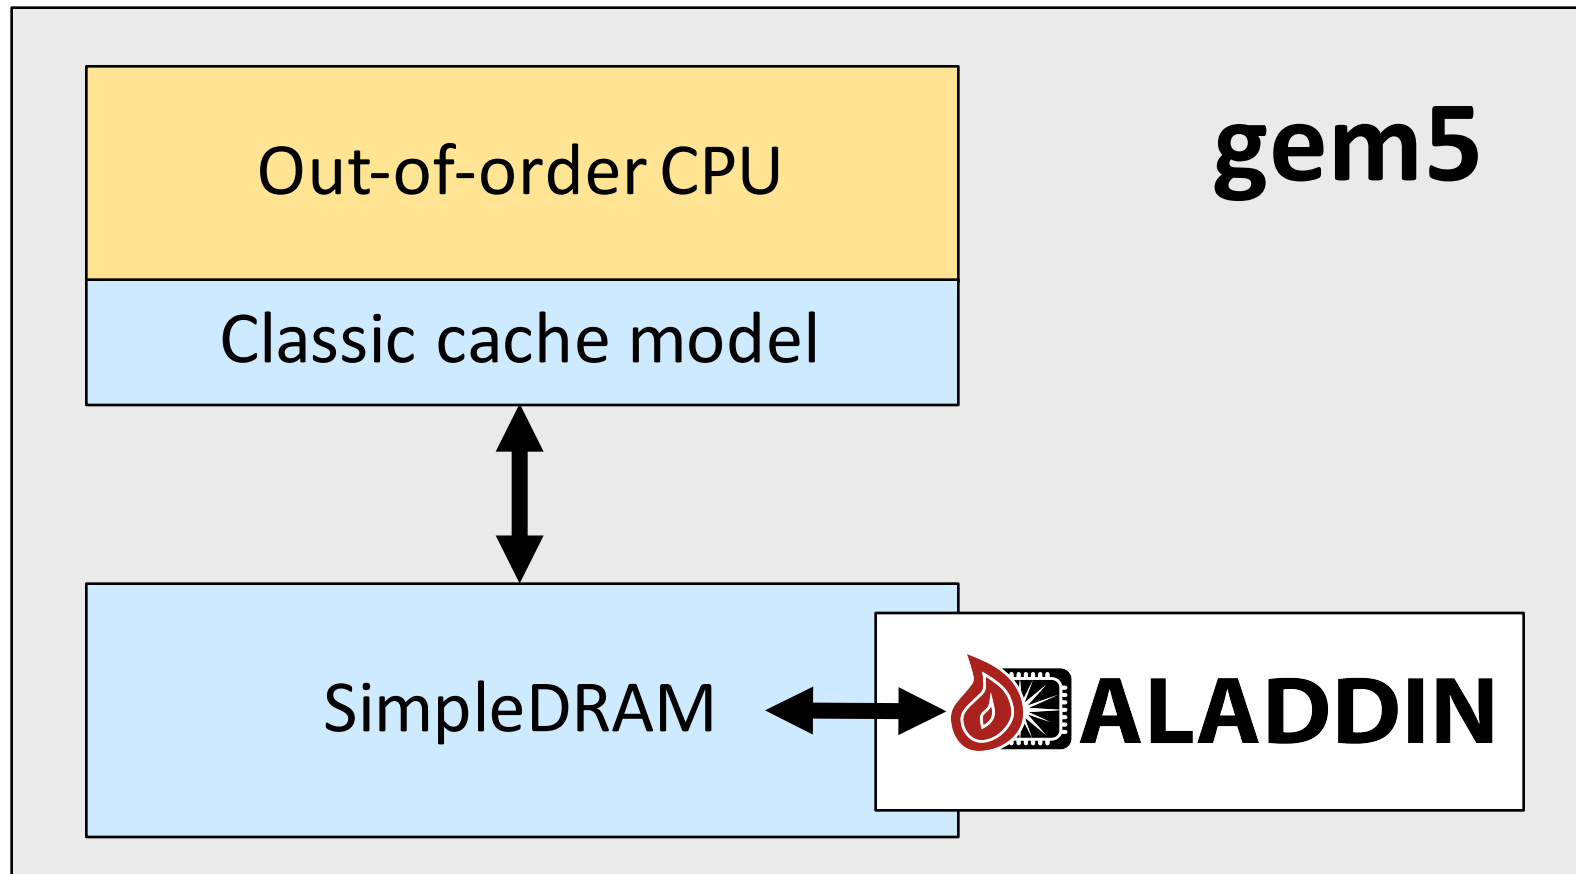 gem5
Out-of-order CPU
Classic cache model
SimpleDRAM
ALADDIN